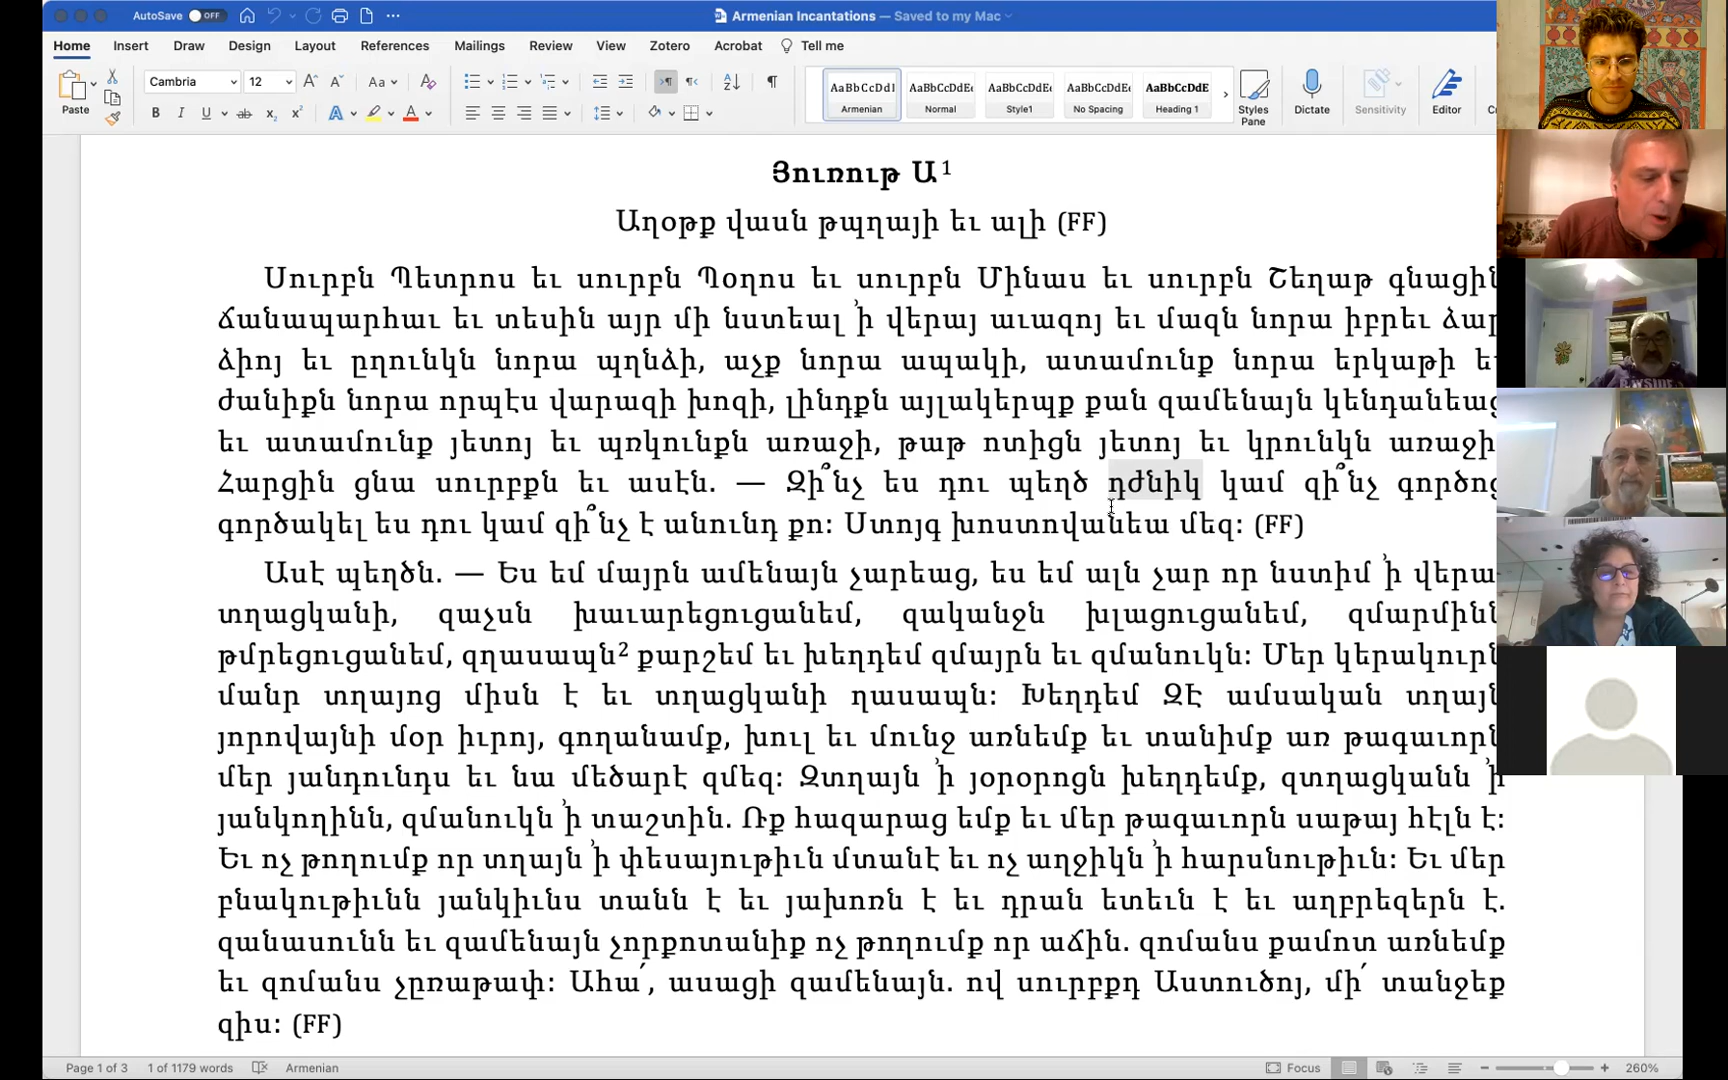 AutoSave OFF
Armenian Incantations — Saved to my Mac
Home Insert Draw Design Layout References Mailings Review View Zotero Acrobat Tell me
Paste Cambria 12 Aa
AaBbCcDdE AaBbCcDdEe AaBbCcDdEe AaBbCcDdEe AaBbCcDdE
Armenian Normal Style1 No Spacing Heading 1 Styles Pane Dictate Sensitivity Editor
Յուռութ Ա1
Աղօթք վասն թպղայի եւ ալի (FF)
Սուրբն Պետրոս եւ սուրբն Պօղոս եւ սուրբն Մինաս եւ սուրբն Շեղաթ գնացին
ճանապարհաւ եւ տեսին այր մի նստեալ ՚ի վերայ աւազոյ եւ մազն նորա իբրեւ ձար
ձիոյ եւ ըղունկն նորա պղնձի, աչք նորա ապակի, ատամունք նորա երկաթի եւ
ժանիքն նորա որպէս վարազի խոզի, լինդքն այլակերպք քան զամենայն կենդանեաց
եւ ատամունք յետոյ եւ պռկունքն առաջի, թաթ ոտիցն յետոյ եւ կրունկն առաջի
Հարցին ցնա սուրբքն եւ ասէն. — Զի՞նչ ես դու պեղծ դժնիկ կամ զի՞նչ գործոց
գործակել ես դու կամ զի՞նչ է անունդ քո: Ստոյգ խոստովանեա մեզ: (FF)
Ասէ պեղծն. — Ես եմ մայրն ամենայն չարեաց, ես եմ ալն չար որ նստիմ ՚ի վերա
տղացկանի, զաչսն խաւարեցուցանեմ, զականջն խլացուցանեմ, զմարմինն
թմրեցուցանեմ, զղասապն2 քարշեմ եւ խեղդեմ զմայրն եւ զմանուկն: Մեր կերակուրն
մանր տղայոց միսն է եւ տղացկանի ղասապն: Խեղդեմ ԶԷ ամսական տղայն
յորովայնի մօր իւրոյ, գողանամք, խուլ եւ մունջ առնեմք եւ տանիմք առ թագաւորն
մեր յանդունդս եւ նա մեծարէ զմեզ: Զտղայն ՚ի յօրօրոցն խեղդեմք, զտղացկանն ՚ի
յանկողինն, զմանուկն ՚ի տաշտին. Ռք հազարաց եմք եւ մեր թագաւորն սաթայ հէլն է:
Եւ ոչ թողումք որ տղայն ՚ի փեսայութիւն մտանէ եւ ոչ աղջիկն ՚ի հարսնութիւն: Եւ մեր
բնակութիւնն յանկիւնս տանն է եւ յախոռն է եւ դրան ետեւն է եւ աղբրեզերն է.
զանասունն եւ զամենայն չորքոտանիք ոչ թողումք որ աճին. զոմանս քամոտ առնեմք
եւ զոմանս չըռաթափ: Ահա՛, ասացի զամենայն. ով սուրբքդ Աստուծոյ, մի՛ տանջեք
զիս: (FF)
Page 1 of 3 1 of 1179 words Armenian Focus 260%